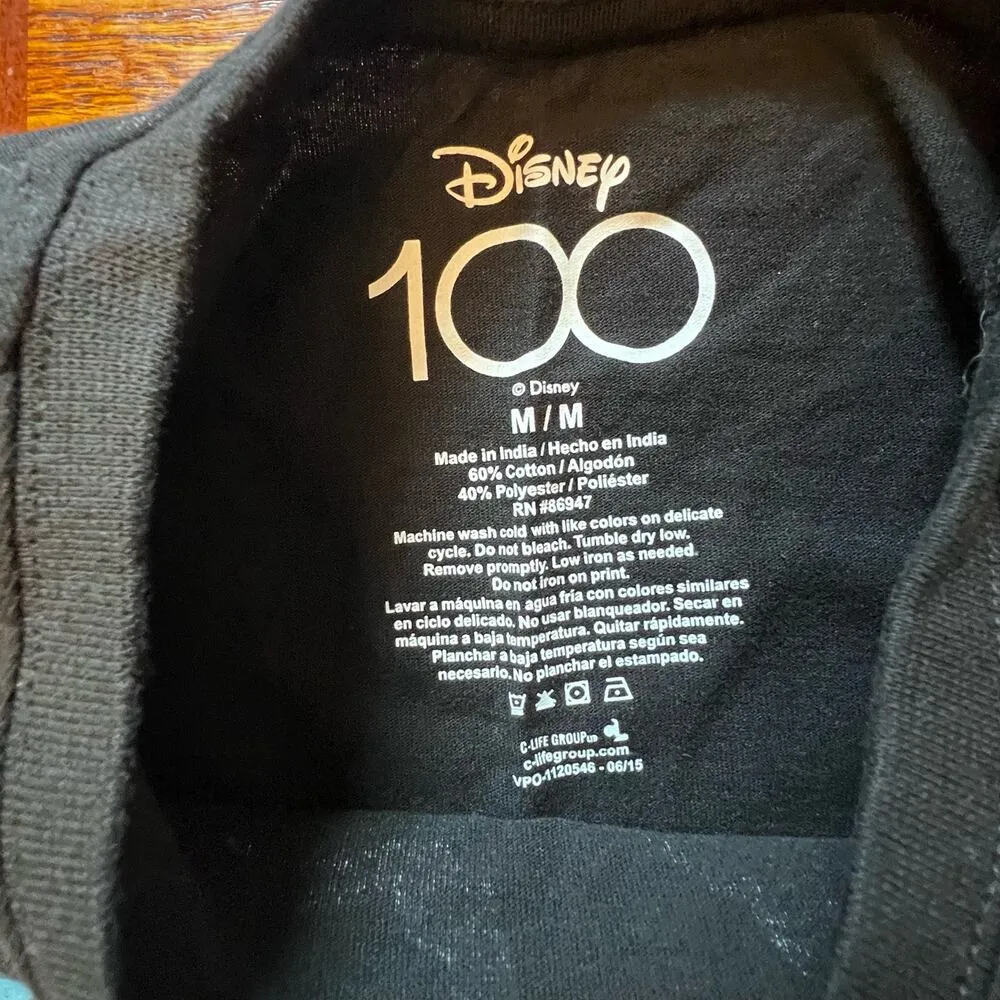 Disney
100
© Disney
M / M
Made in India / Hecho en India
60% Cotton / Algodón
40% Polyester / Poliéster
RN #86947
Machine wash cold with like colors on delicate
cycle. Do not bleach. Tumble dry low.
Remove promptly. Low iron as needed.
Do not iron on print.
Lavar a máquina en agua fría con colores similares
en ciclo delicado. No usar blanqueador. Secar en
máquina a baja temperatura. Quitar rápidamente.
Planchar a baja temperatura según sea
necesario. No planchar el estampado.
C-LIFE GROUP LTD
c-lifegroup.com
VPO-1120546 - 06/15